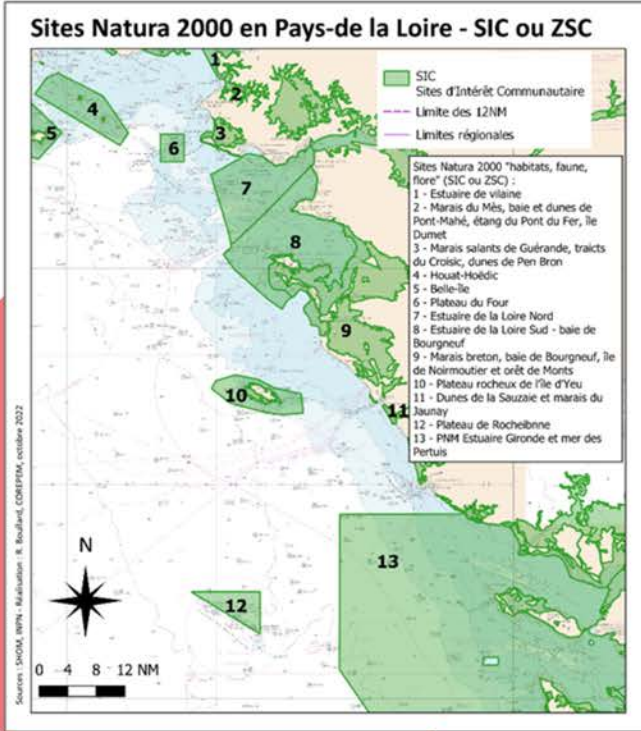 Sites Natura 2000 en Pays-de la Loire - SIC ou ZSC
SIC
Sites d'Intérêt Communautaire
Limite des 12NM
Limites régionales
Sites Natura 2000 "habitats, faune,
flore" (SIC ou ZSC) :
1 - Estuaire de vilaine
2 - Marais du Mès, baie et dunes de
Pont-Mahé, étang du Pont du Fer, île
Dumet
3 - Marais salants de Guérande, traicts
du Croisic, dunes de Pen Bron
4 - Houat-Hoëdic
5 - Belle-île
6 - Plateau du Four
7 - Estuaire de la Loire Nord
8 - Estuaire de la Loire Sud - baie de
Bourgneuf
9 - Marais breton, baie de Bourgneuf, île
de Noirmoutier et orêt de Monts
10 - Plateau rocheux de l'île d'Yeu
11 - Dunes de la Sauzaie et marais du
Jaunay
12 - Plateau de Rocheibnne
13 - PNM Estuaire Gironde et mer des
Pertuis
1
2
3
4
5
6
7
8
9
10
11
12
13
N
0 4 8 12 NM
Sources : SHOM, INPN - Réalisation : R. Boullard, COREPEM, octobre 2022